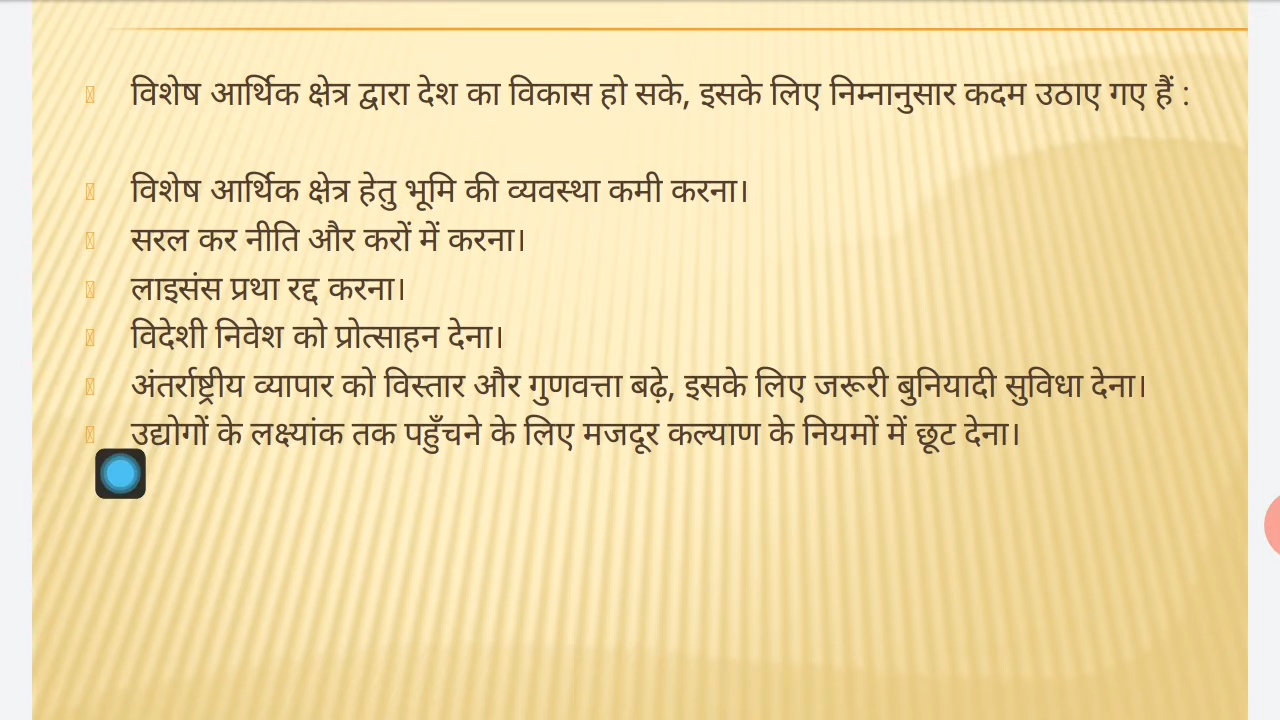 विशेष आर्थिक क्षेत्र द्वारा देश का विकास हो सके, इसके लिए निम्नानुसार कदम उठाए गए हैं :
विशेष आर्थिक क्षेत्र हेतु भूमि की व्यवस्था कमी करना।
सरल कर नीति और करों में करना।
लाइसंस प्रथा रद्द करना।
विदेशी निवेश को प्रोत्साहन देना।
अंतर्राष्ट्रीय व्यापार को विस्तार और गुणवत्ता बढ़े, इसके लिए जरूरी बुनियादी सुविधा देना।
उद्योगों के लक्ष्यांक तक पहुँचने के लिए मजदूर कल्याण के नियमों में छूट देना।